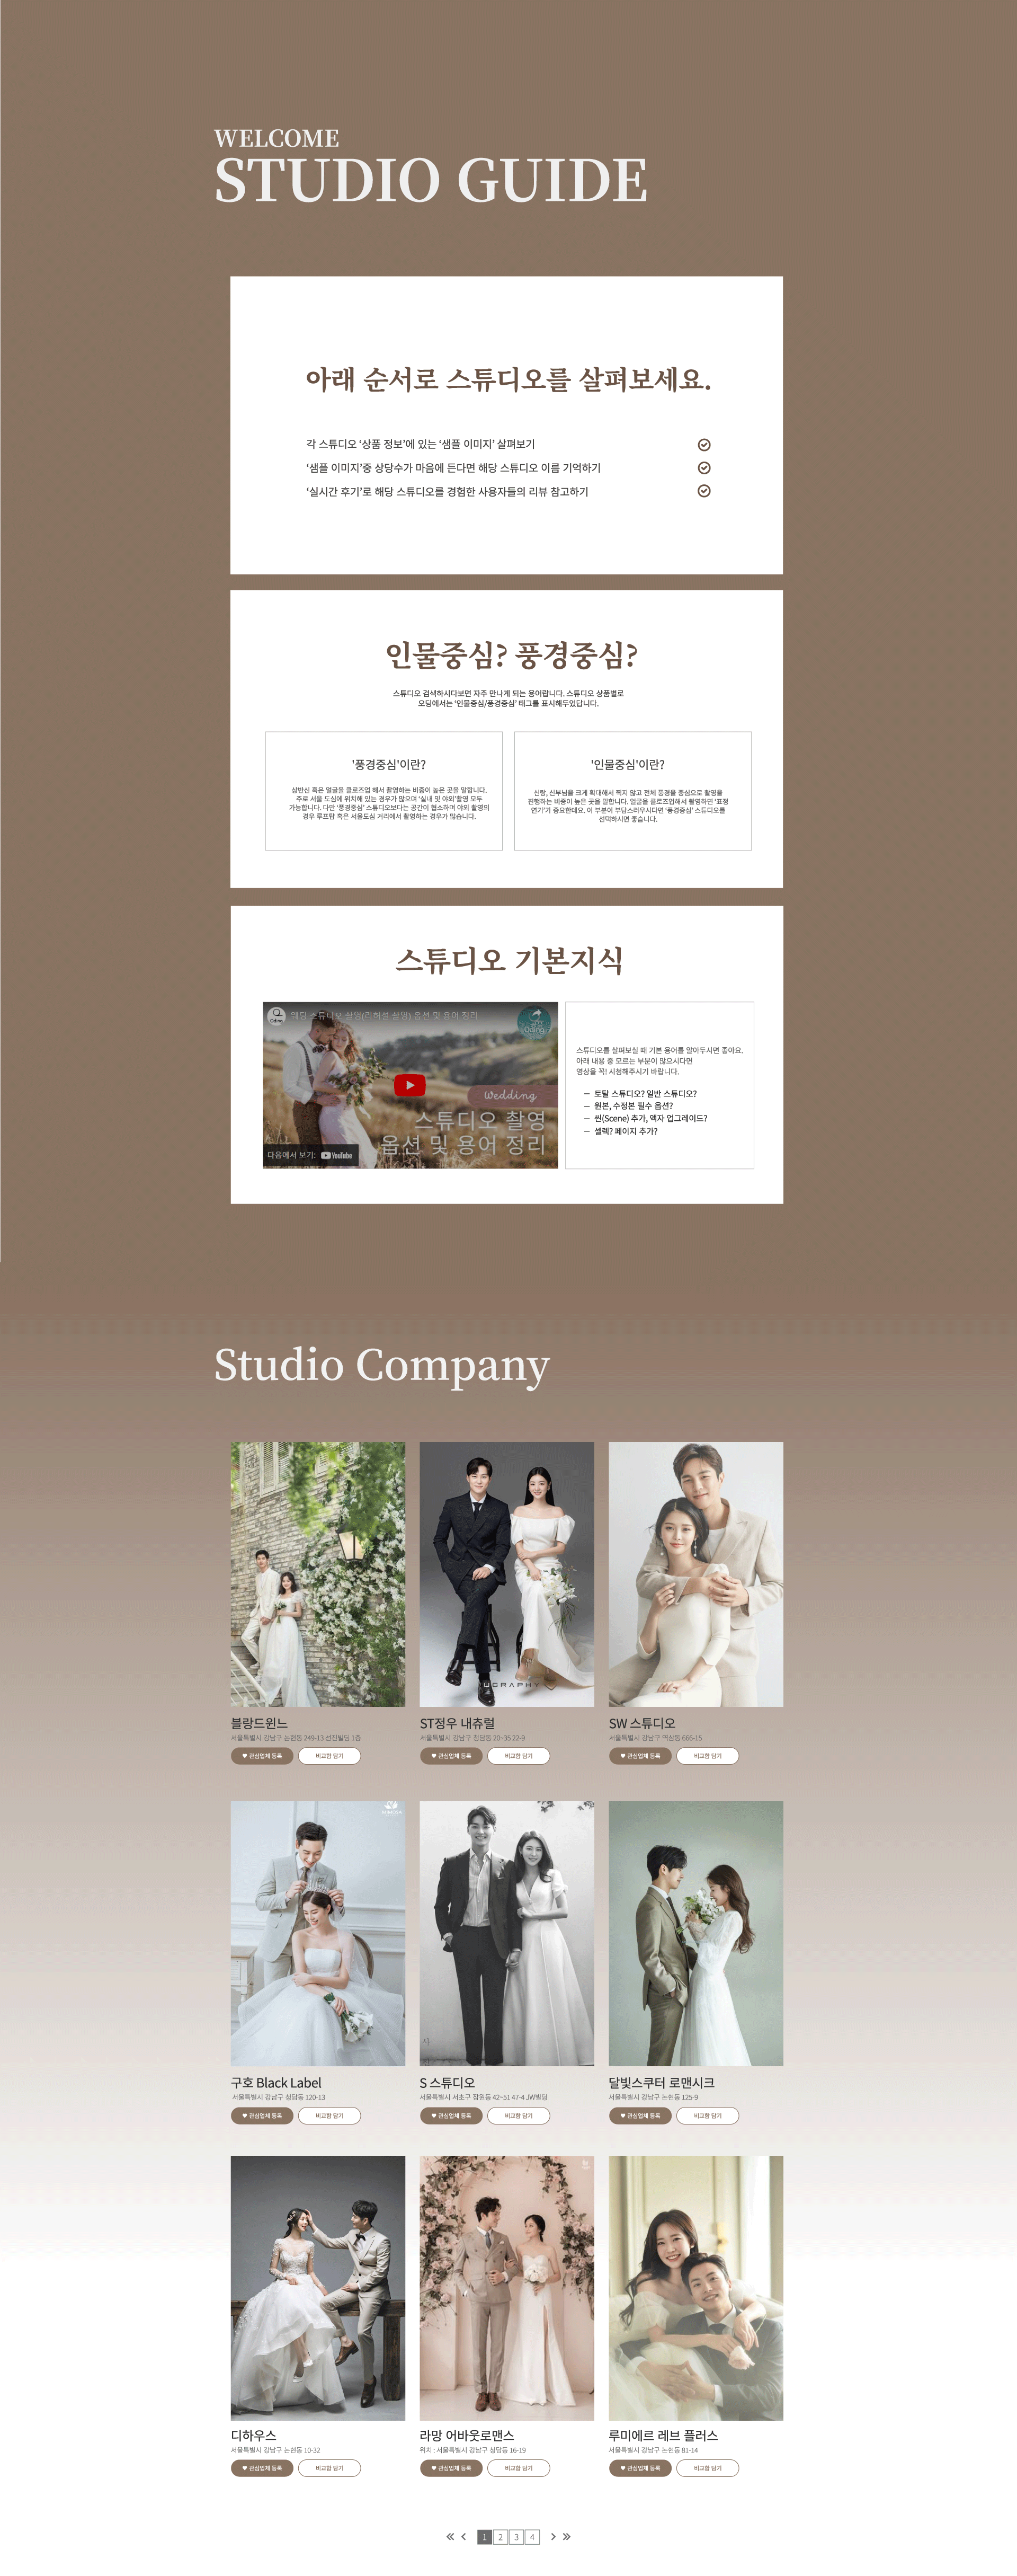 WELCOME
STUDIO GUIDE
아래 순서로 스튜디오를 살펴보세요.
각 스튜디오 ‘상품 정보’에 있는 ‘샘플 이미지’ 살펴보기
‘샘플 이미지’중 상당수가 마음에 든다면 해당 스튜디오 이름 기억하기
‘실시간 후기’로 해당 스튜디오를 경험한 사용자들의 리뷰 참고하기
인물중심? 풍경중심?
스튜디오 검색하시다보면 자주 만나게 되는 용어랍니다. 스튜디오 상품별로
오딩에서는 ‘인물중심/풍경중심’ 태그를 표시해두었답니다.
'풍경중심'이란?
상반신 혹은 얼굴을 클로즈업 해서 촬영하는 비중이 높은 곳을 말합니다.
주로 서울 도심에 위치해 있는 경우가 많으며 ‘실내 및 야외’촬영 모두
가능합니다. 다만 ‘풍경중심’ 스튜디오보다는 공간이 협소하며 야외 촬영의
경우 루프탑 혹은 서울도심 거리에서 촬영하는 경우가 많습니다.
'인물중심'이란?
신랑, 신부님을 크게 확대해서 찍지 않고 전체 풍경을 중심으로 촬영을
진행하는 비중이 높은 곳을 말합니다. 얼굴을 클로즈업해서 촬영하면 ‘표정
연기’가 중요한데요. 이 부분이 부담스러우시다면 ‘풍경중심’ 스튜디오를
선택하시면 좋습니다.
스튜디오 기본지식
Oding
웨딩 스튜디오 촬영(리허설 촬영) 옵션 및 용어 정리
Oding
Wedding
스튜디오 촬영
옵션 및 용어 정리
다음에서 보기: YouTube
스튜디오를 살펴보실 때 기본 용어를 알아두시면 좋아요.
아래 내용 중 모르는 부분이 많으시다면
영상을 꼭! 시청해주시기 바랍니다.
– 토탈 스튜디오? 일반 스튜디오?
– 원본, 수정본 필수 옵션?
– 씬(Scene) 추가, 액자 업그레이드?
– 셀렉? 페이지 추가?
Studio Company
블랑드윈느
서울특별시 강남구 논현동 249-13 선진빌딩 1층
♥ 관심업체 등록 비교함 담기
ST정우 내츄럴
서울특별시 강남구 청담동 20~35 22-9
♥ 관심업체 등록 비교함 담기
SW 스튜디오
서울특별시 강남구 역삼동 666-15
♥ 관심업체 등록 비교함 담기
구호 Black Label
서울특별시 강남구 청담동 120-13
♥ 관심업체 등록 비교함 담기
S 스튜디오
서울특별시 서초구 잠원동 42~51 47-4 JW빌딩
♥ 관심업체 등록 비교함 담기
달빛스쿠터 로맨시크
서울특별시 강남구 논현동 125-9
♥ 관심업체 등록 비교함 담기
디하우스
서울특별시 강남구 논현동 10-32
♥ 관심업체 등록 비교함 담기
라망 어바웃로맨스
위치 : 서울특별시 강남구 청담동 16-19
♥ 관심업체 등록 비교함 담기
루미에르 레브 플러스
서울특별시 강남구 논현동 81-14
♥ 관심업체 등록 비교함 담기
1 2 3 4